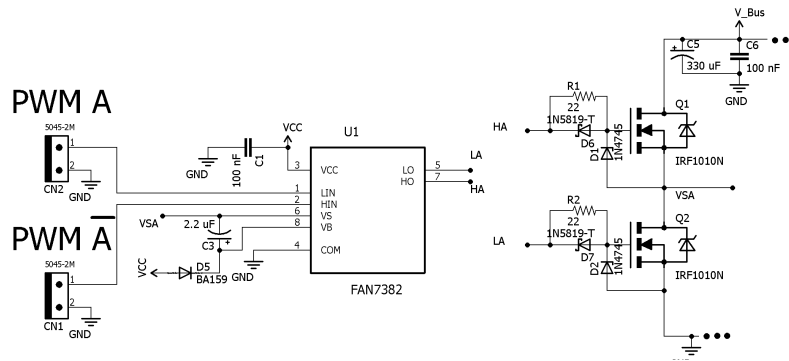 V_Bus
C5
330 uF
C6
100 nF
GND
PWM A
5045-2M
1
2
CN2
GND
GND
100 nF
C1
VCC
U1
3
VCC
1
LIN
2
HIN
6
VS
8
VB
4
COM
LO
5
LA
HO
7
HA
FAN7382
PWM A
5045-2M
1
2
CN1
GND
VSA
2.2 uF
C3
VCC
D5
BA159
GND
HA
R1
22
1N5819-T
D6
D1
1N4745
Q1
IRF1010N
VSA
LA
R2
22
1N5819-T
D7
D2
1N4745
Q2
IRF1010N